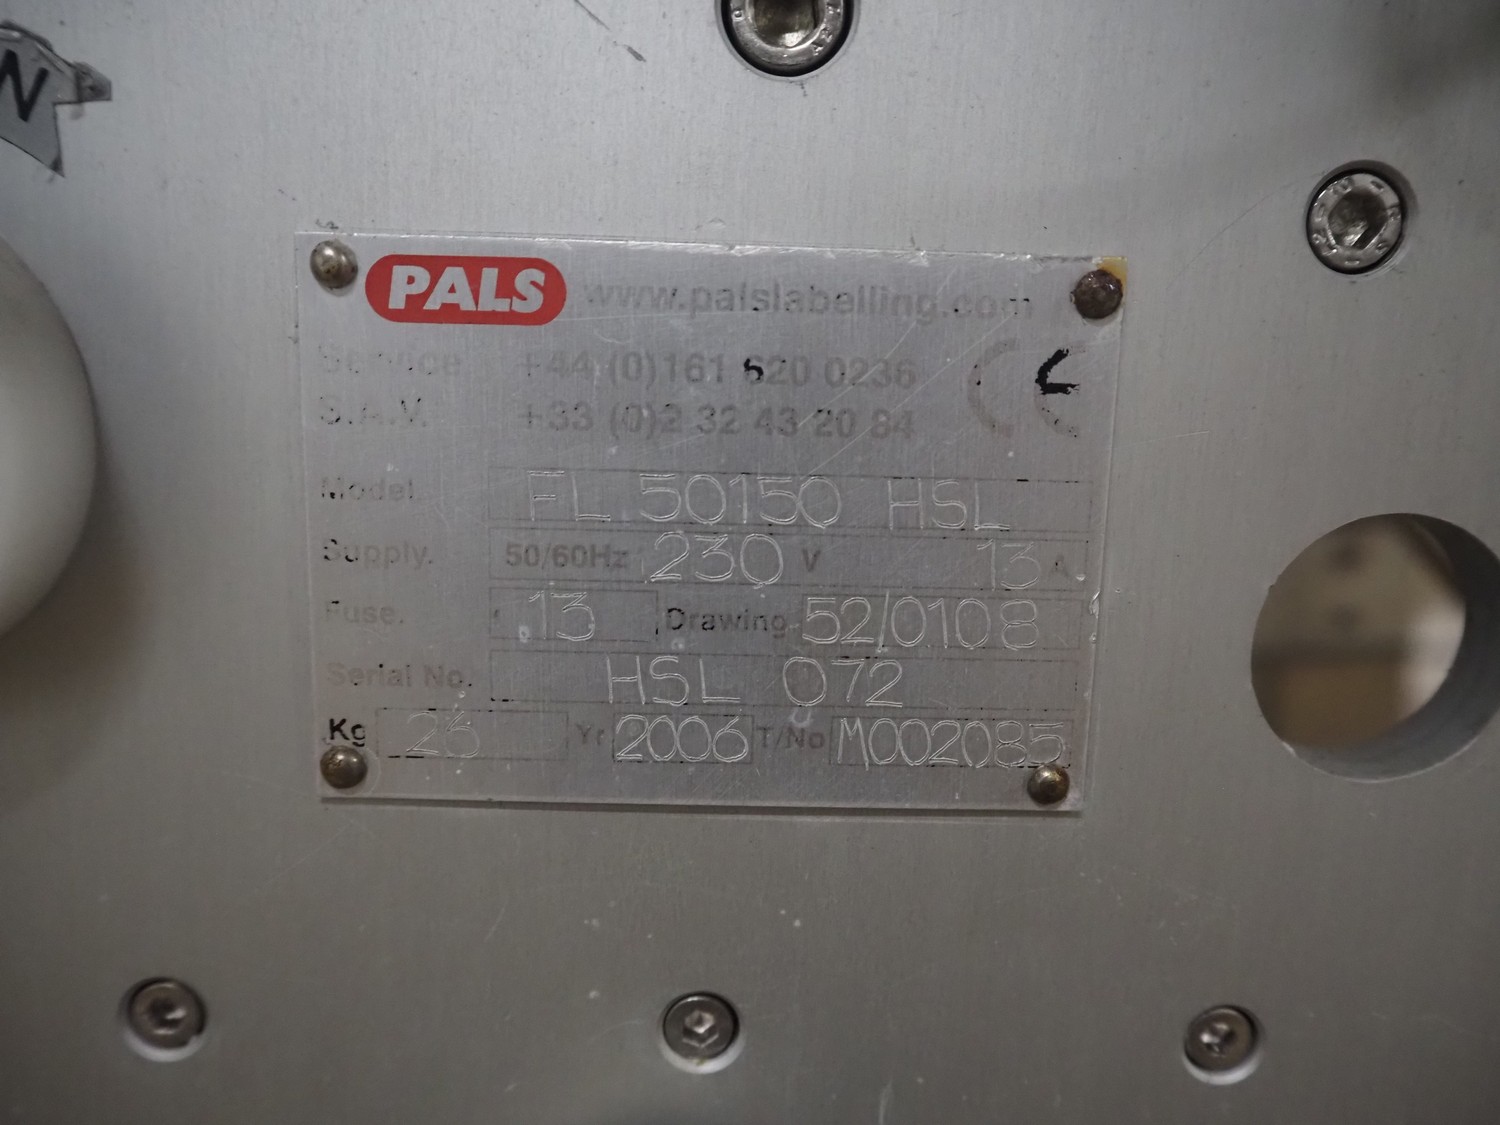 N
PALS www.palslabelling.com
Service +44 (0)161 620 0236
S.A.V. +33 (0)2 32 43 20 84
CE
Model. FL 50150 HSL
Supply. 50/60Hz 230 V 13 A
Fuse. 13 Drawing 52/0108
Serial No. HSL 072
Kg 26 Yr 2006 T/No M002085